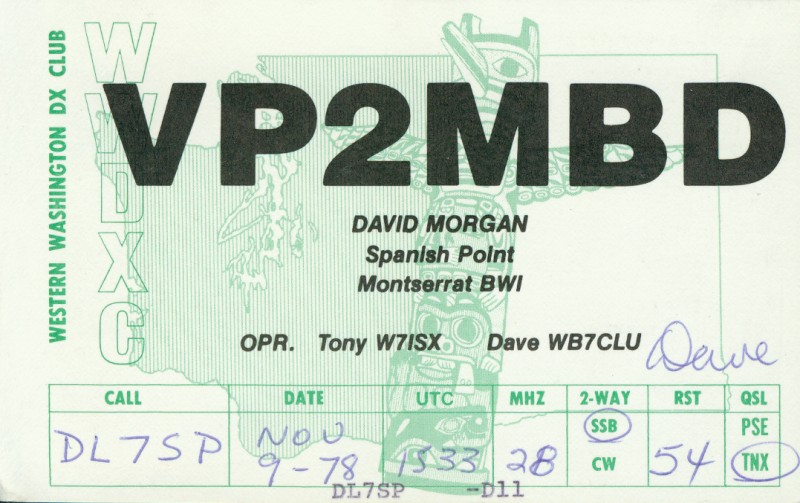 WESTERN WASHINGTON DX CLUB
WWDXC
VP2MBD
DAVID MORGAN
Spanish Point
Montserrat BWI
OPR. Tony W7ISX Dave WB7CLU Dave
CALL DATE UTC MHZ 2-WAY RST QSL
DL7SP NOV 9-78 1533 28 SSB CW 54 PSE TNX
DL7SP -D11